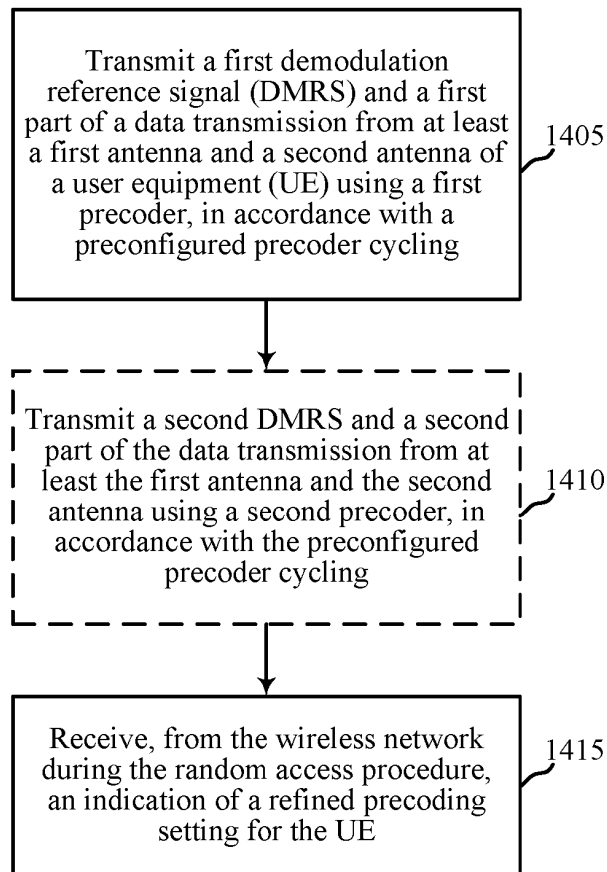 Transmit a first demodulation
reference signal (DMRS) and a first
part of a data transmission from at least
a first antenna and a second antenna of
a user equipment (UE) using a first
precoder, in accordance with a
preconfigured precoder cycling
1405
Transmit a second DMRS and a second
part of the data transmission from at
least the first antenna and the second
antenna using a second precoder, in
accordance with the preconfigured
precoder cycling
1410
Receive, from the wireless network
during the random access procedure,
an indication of a refined precoding
setting for the UE
1415